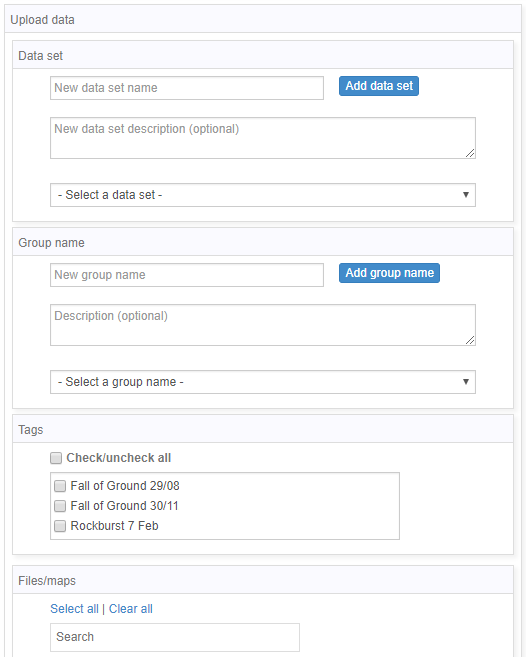 Upload data
Data set
New data set name
Add data set
New data set description (optional)
- Select a data set -
Group name
New group name
Add group name
Description (optional)
- Select a group name -
Tags
Check/uncheck all
Fall of Ground 29/08
Fall of Ground 30/11
Rockburst 7 Feb
Files/maps
Select all | Clear all
Search